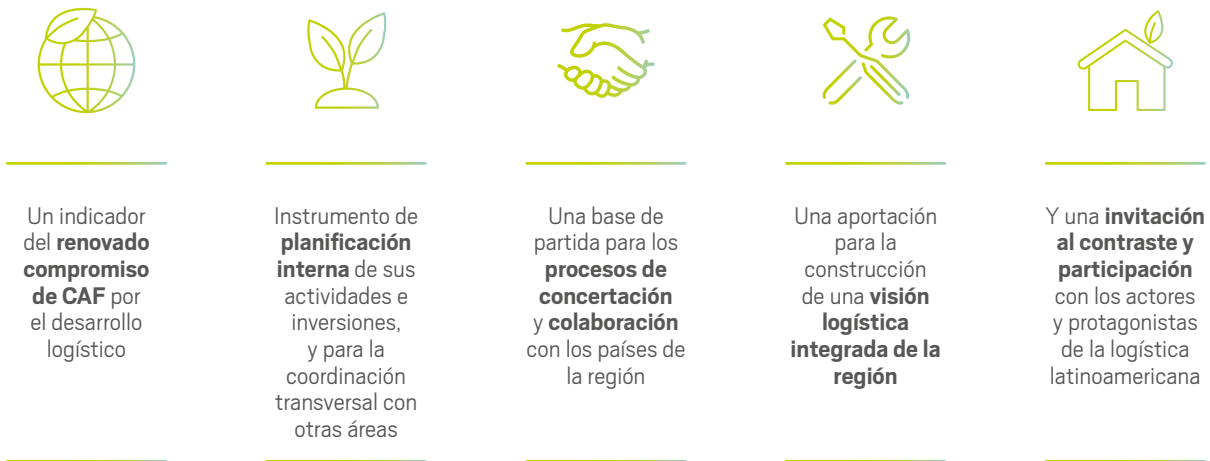 Un indicador
del renovado
compromiso
de CAF por
el desarrollo
logístico
Instrumento de
planificación
interna de sus
actividades e
inversiones,
y para la
coordinación
transversal con
otras áreas
Una base de
partida para los
procesos de
concertación
y colaboración
con los países de
la región
Una aportación
para la
construcción
de una visión
logística
integrada de la
región
Y una invitación
al contraste y
participación
con los actores
y protagonistas
de la logística
latinoamericana